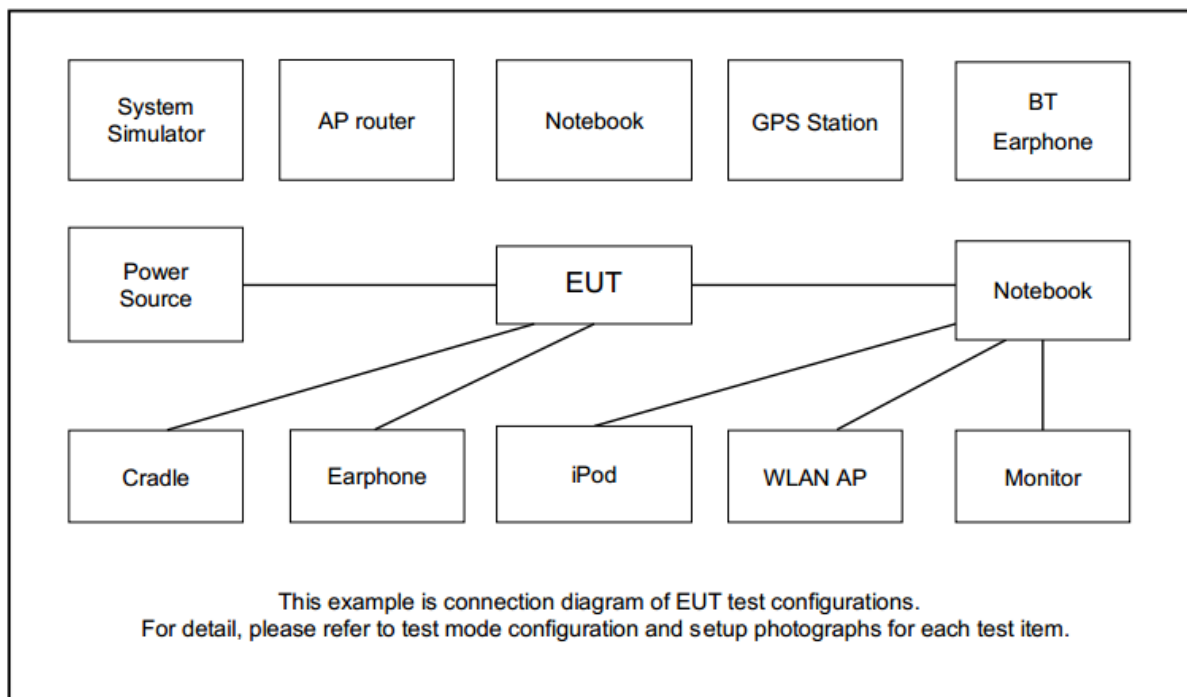 System
Simulator
AP router
Notebook
GPS Station
BT
Earphone
Power
Source
EUT
Notebook
Cradle
Earphone
iPod
WLAN AP
Monitor
This example is connection diagram of EUT test configurations.
For detail, please refer to test mode configuration and setup photographs for each test item.